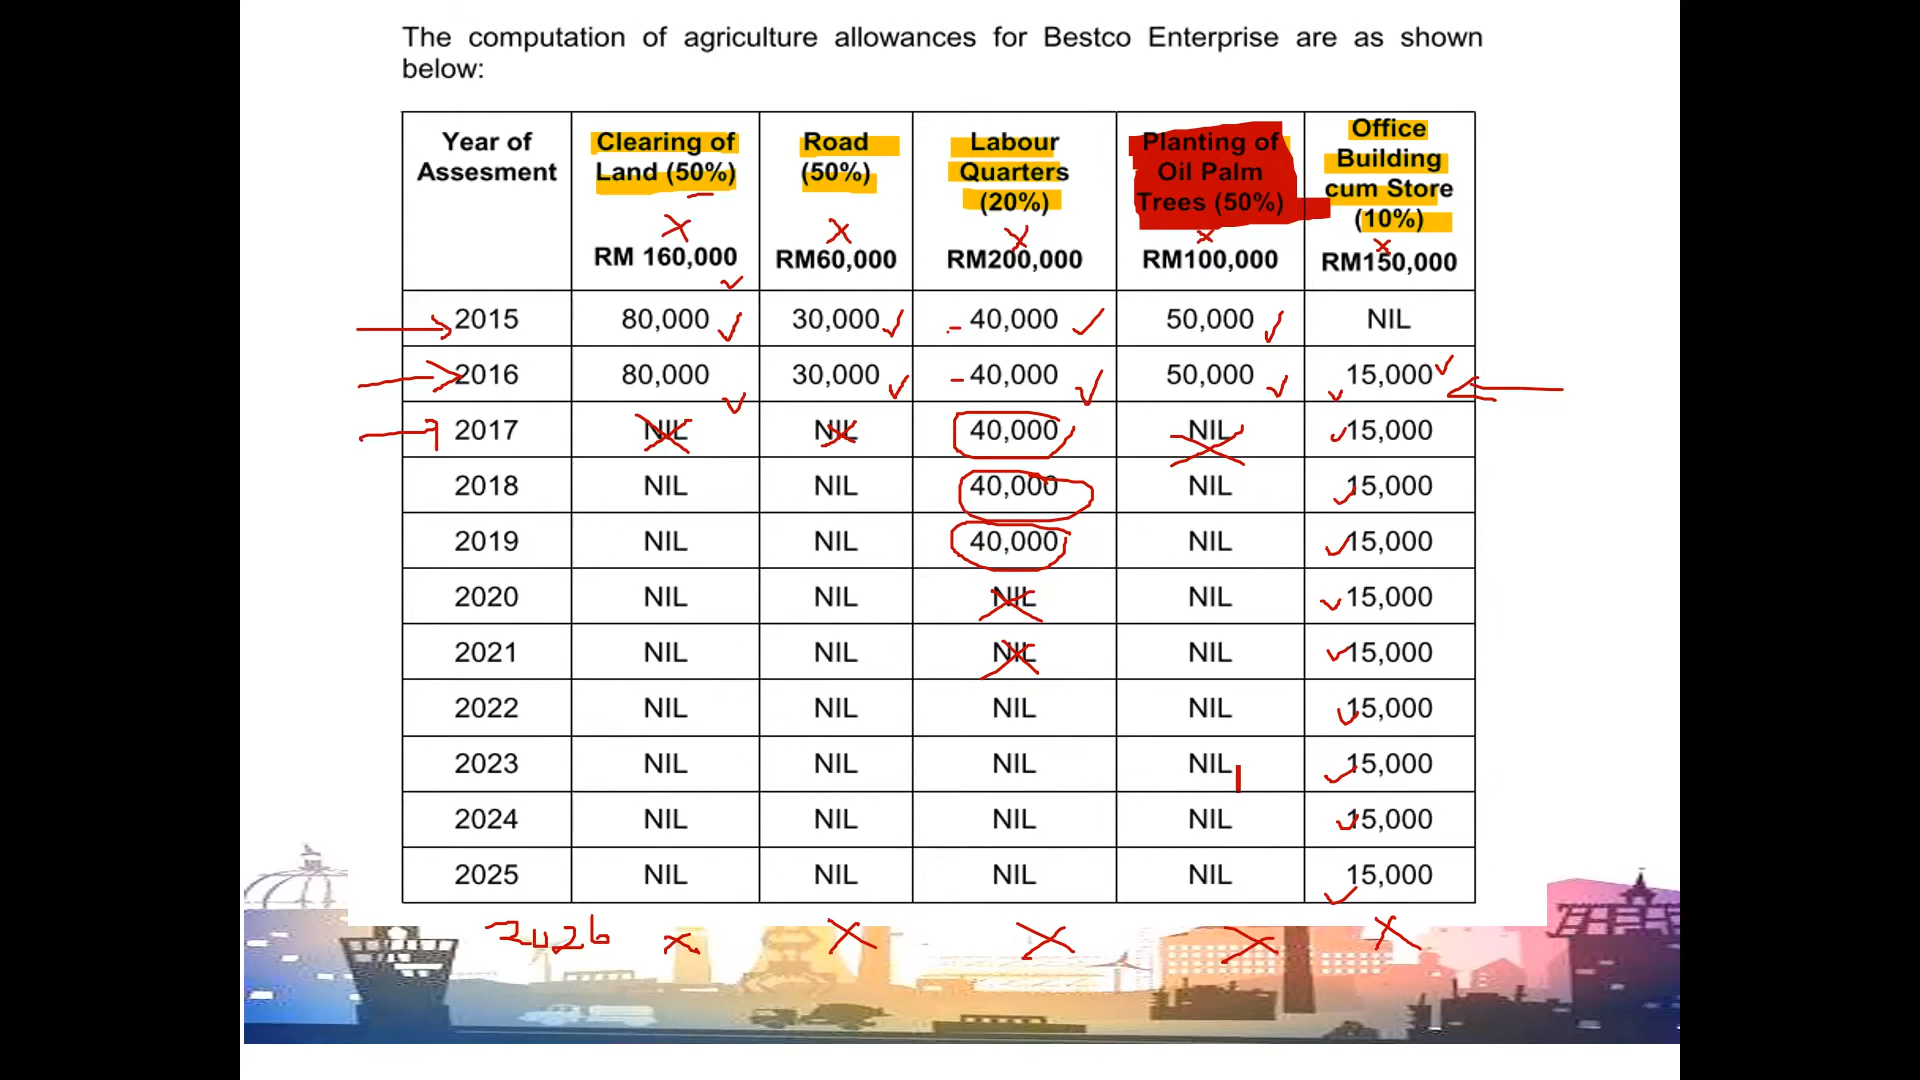 The computation of agriculture allowances for Bestco Enterprise are as shown
below:
Year of Assesment | Clearing of Land (50%) RM 160,000 | Road (50%) RM60,000 | Labour Quarters (20%) RM200,000 | Planting of Oil Palm Trees (50%) RM100,000 | Office Building cum Store (10%) RM150,000
2015 80,000 30,000 40,000 50,000 NIL
2016 80,000 30,000 40,000 50,000 15,000
2017 NIL NIL 40,000 NIL 15,000
2018 NIL NIL 40,000 NIL 15,000
2019 NIL NIL 40,000 NIL 15,000
2020 NIL NIL NIL NIL 15,000
2021 NIL NIL NIL NIL 15,000
2022 NIL NIL NIL NIL 15,000
2023 NIL NIL NIL NIL 15,000
2024 NIL NIL NIL NIL 15,000
2025 NIL NIL NIL NIL 15,000
2026